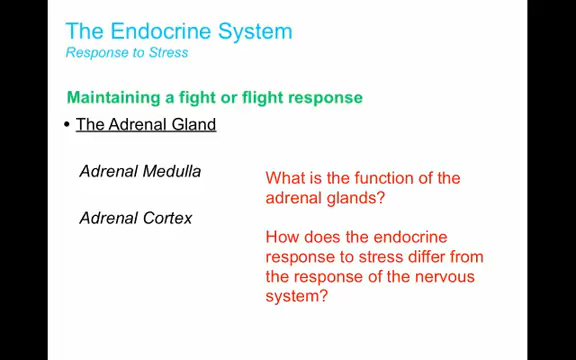 The Endocrine System
Response to Stress
Maintaining a fight or flight response
• The Adrenal Gland
Adrenal Medulla
Adrenal Cortex
What is the function of the
adrenal glands?
How does the endocrine
response to stress differ from
the response of the nervous
system?